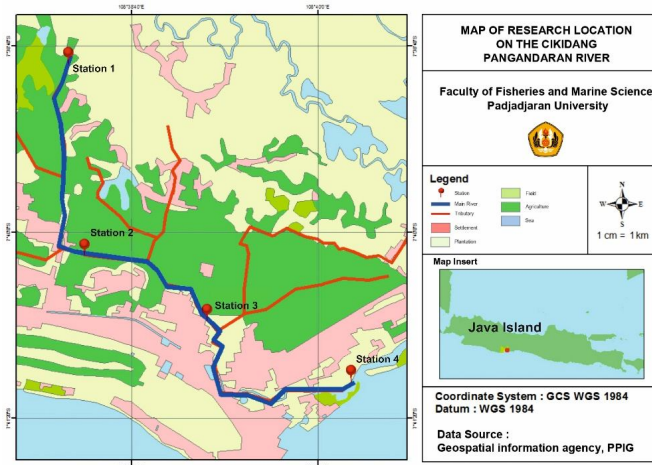 Station 1
Station 2
Station 3
Station 4
MAP OF RESEARCH LOCATION
ON THE CIKIDANG
PANGANDARAN RIVER
Faculty of Fisheries and Marine Science
Padjadjaran University
Legend
Station
Main River
Tributary
Settlement
Plantation
Field
Agriculture
Sea
N
W E
S
1 cm = 1km
Map Insert
Java Island
Coordinate System : GCS WGS 1984
Datum : WGS 1984
Data Source :
Geospatial information agency, PPIG